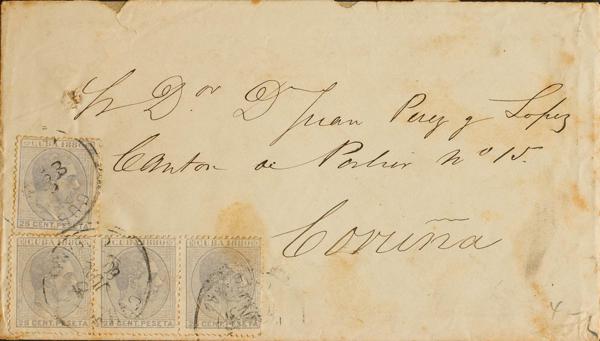 Sr Dor Dn Juan Perez y Lopez
Canton de Porlier No 15.
Coruña
CUBA 1880
25 CENT. PESETA
CUBA 1880
25 CENT. PESETA
CUBA 1880
25 CENT. PESETA
CUBA 1880
25 CENT. PESETA